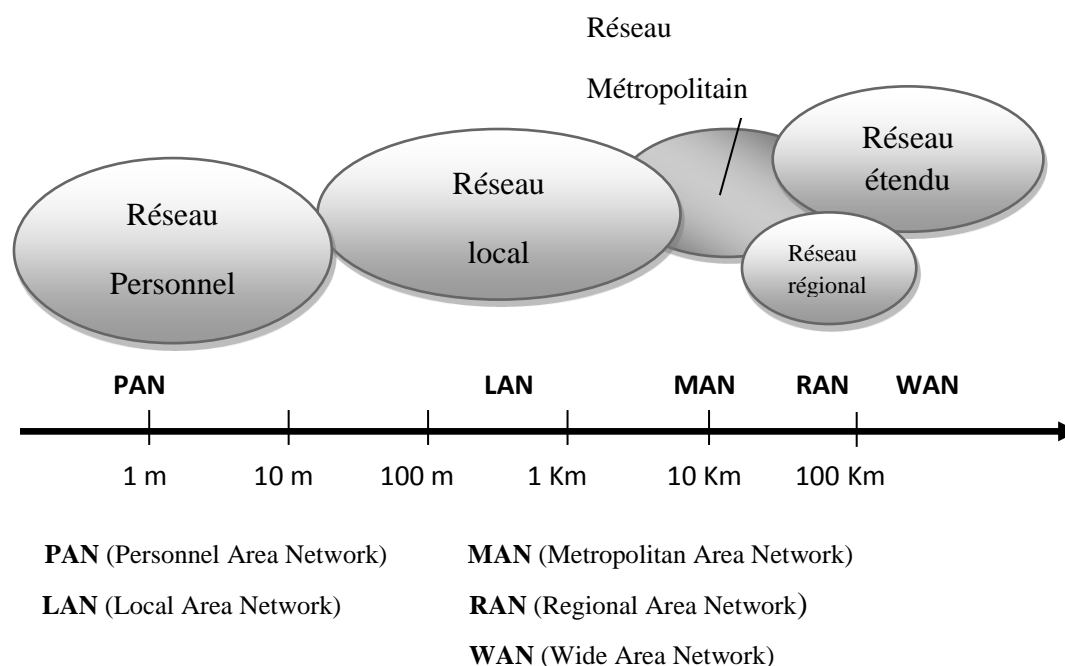 Réseau
Métropolitain
Réseau
étendu
Réseau
local
Réseau
Personnel
Réseau
régional
PAN LAN MAN RAN WAN
1 m 10 m 100 m 1 Km 10 Km 100 Km
PAN (Personnel Area Network) MAN (Metropolitan Area Network)
LAN (Local Area Network) RAN (Regional Area Network)
WAN (Wide Area Network)